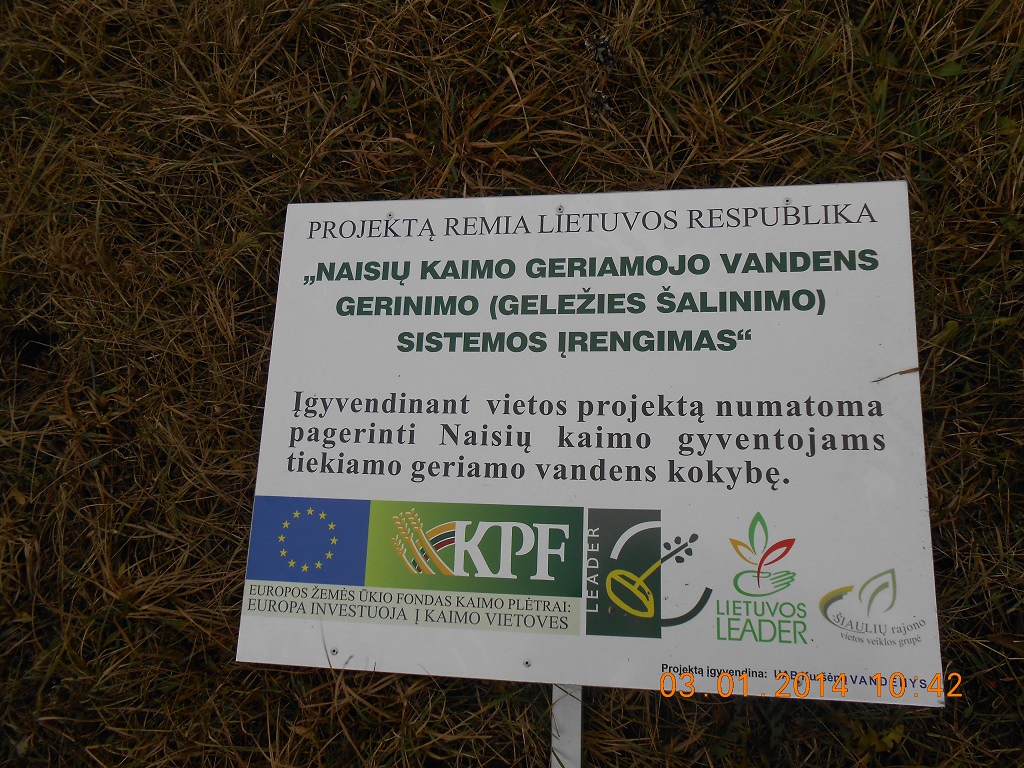 PROJEKTĄ REMIA LIETUVOS RESPUBLIKA
„NAISIŲ KAIMO GERIAMOJO VANDENS
GERINIMO (GELEŽIES ŠALINIMO)
SISTEMOS ĮRENGIMAS“
Įgyvendinant vietos projektą numatoma
pagerinti Naisių kaimo gyventojams
tiekiamo geriamo vandens kokybę.
KPF
EUROPOS ŽEMĖS ŪKIO FONDAS KAIMO PLĖTRAI:
EUROPA INVESTUOJA Į KAIMO VIETOVES
LEADER
LIETUVOS
LEADER
ŠIAULIŲ rajono
vietos veiklos grupė
Projektą įgyvendina: UAB VANDENYS
03.01.2014 10:42